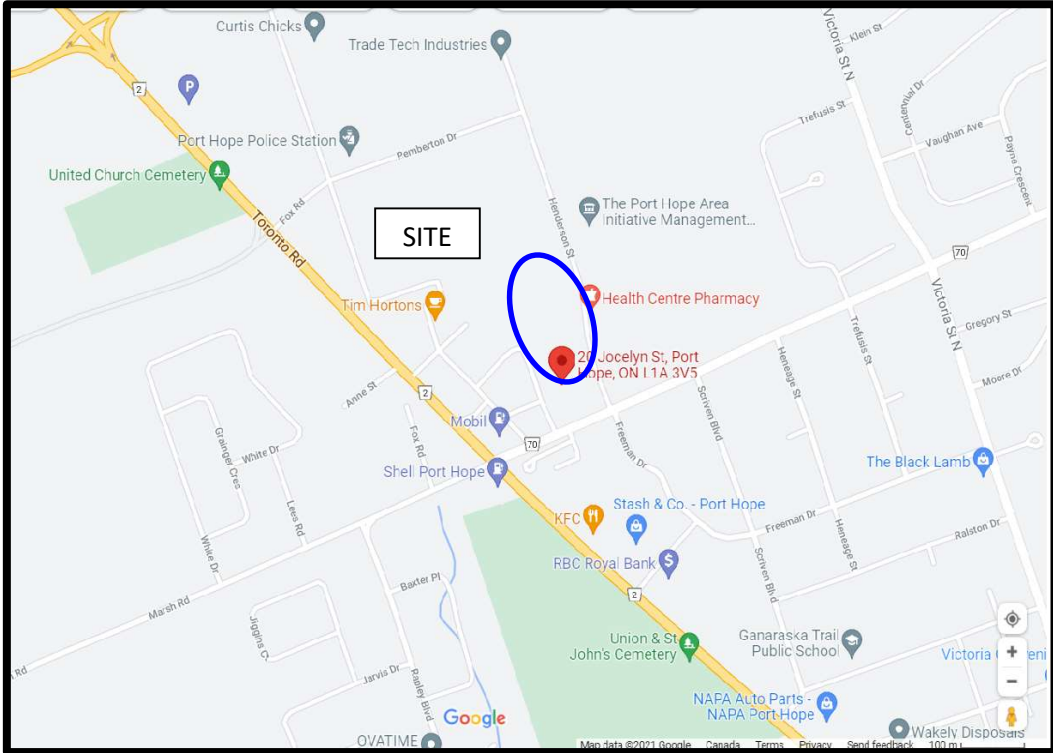 Curtis Chicks
Trade Tech Industries
Victoria St N
Klein St
2
P
Centennial Dr
Trefusis St
Vaughan Ave
Port Hope Police Station
Pemberton Dr
Payne Crescent
United Church Cemetery
Fox Rd
Toronto Rd
SITE
Henderson St
The Port Hope Area
Initiative Management...
70
Tim Hortons
Health Centre Pharmacy
Victoria St N
Gregory St
Trefusis St
20 Jocelyn St, Port
Hope, ON L1A 3V5
Heneage St
Moore Dr
Anne St
2
Scriven Blvd
Mobil
Fox Rd
70
Freeman Dr
Grainger Cres
White Dr
Shell Port Hope
The Black Lamb
Lees Rd
Stash & Co. - Port Hope
KFC
Freeman Dr
Heneage St
Ralston Dr
White Dr
RBC Royal Bank
Scriven Blvd
Baxter Pl
Marsh Rd
2
Jiggins Ct
Union & St
John's Cemetery
Ganaraska Trail
Public School
Victoria
Rd
Jarvis Dr
Rapley Blvd
NAPA Auto Parts -
NAPA Port Hope
Google
OVATIME
Wakely Disposals
Map data ©2021 Google Canada Terms Privacy Send feedback 100 m